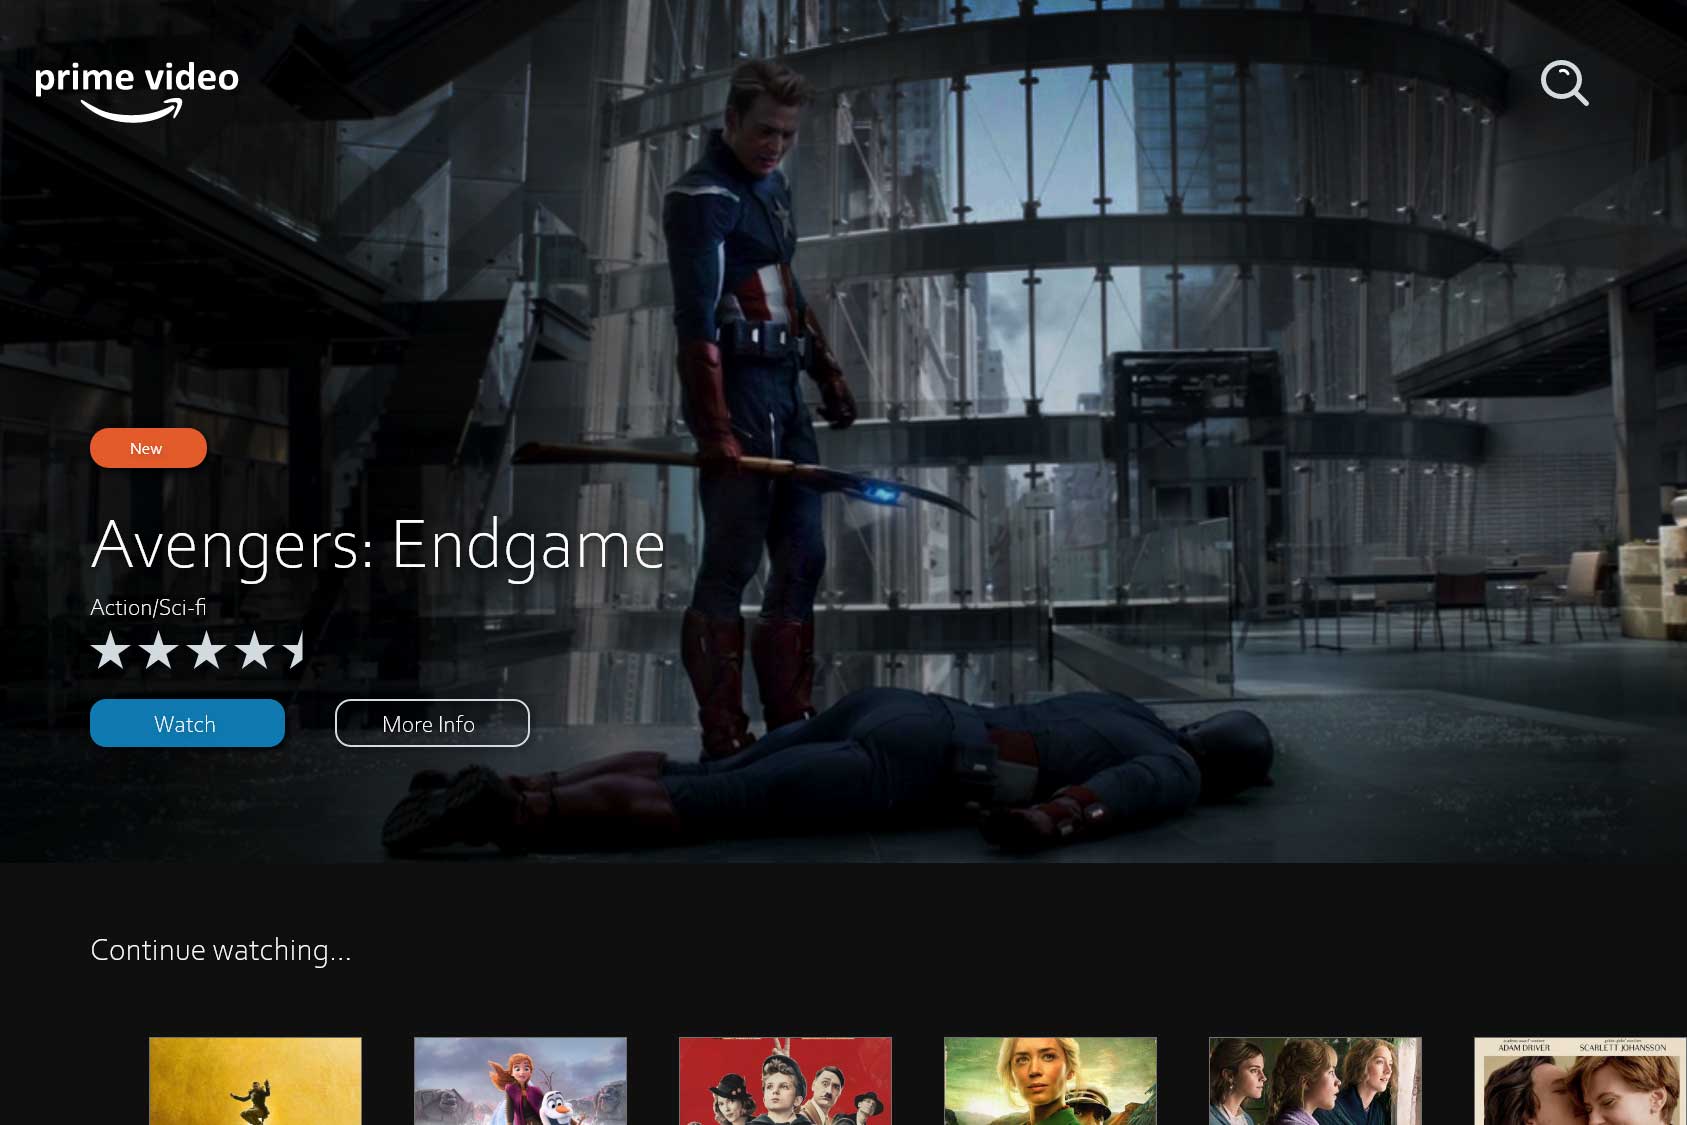 prime video
New
Avengers: Endgame
Action/Sci-fi
Watch
More Info
Continue watching...
ADAM DRIVER
SCARLETT JOHANSSON